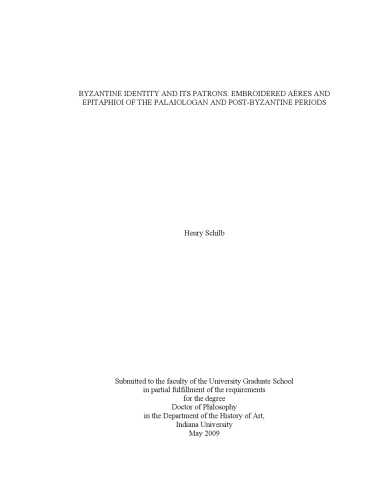 BYZANTINE IDENTITY AND ITS PATRONS: EMBROIDERED AËRES AND
EPITAPHIOI OF THE PALAIOLOGAN AND POST-BYZANTINE PERIODS
Henry Schilb
Submitted to the faculty of the University Graduate School
in partial fulfillment of the requirements
for the degree
Doctor of Philosophy
in the Department of the History of Art,
Indiana University
May 2009